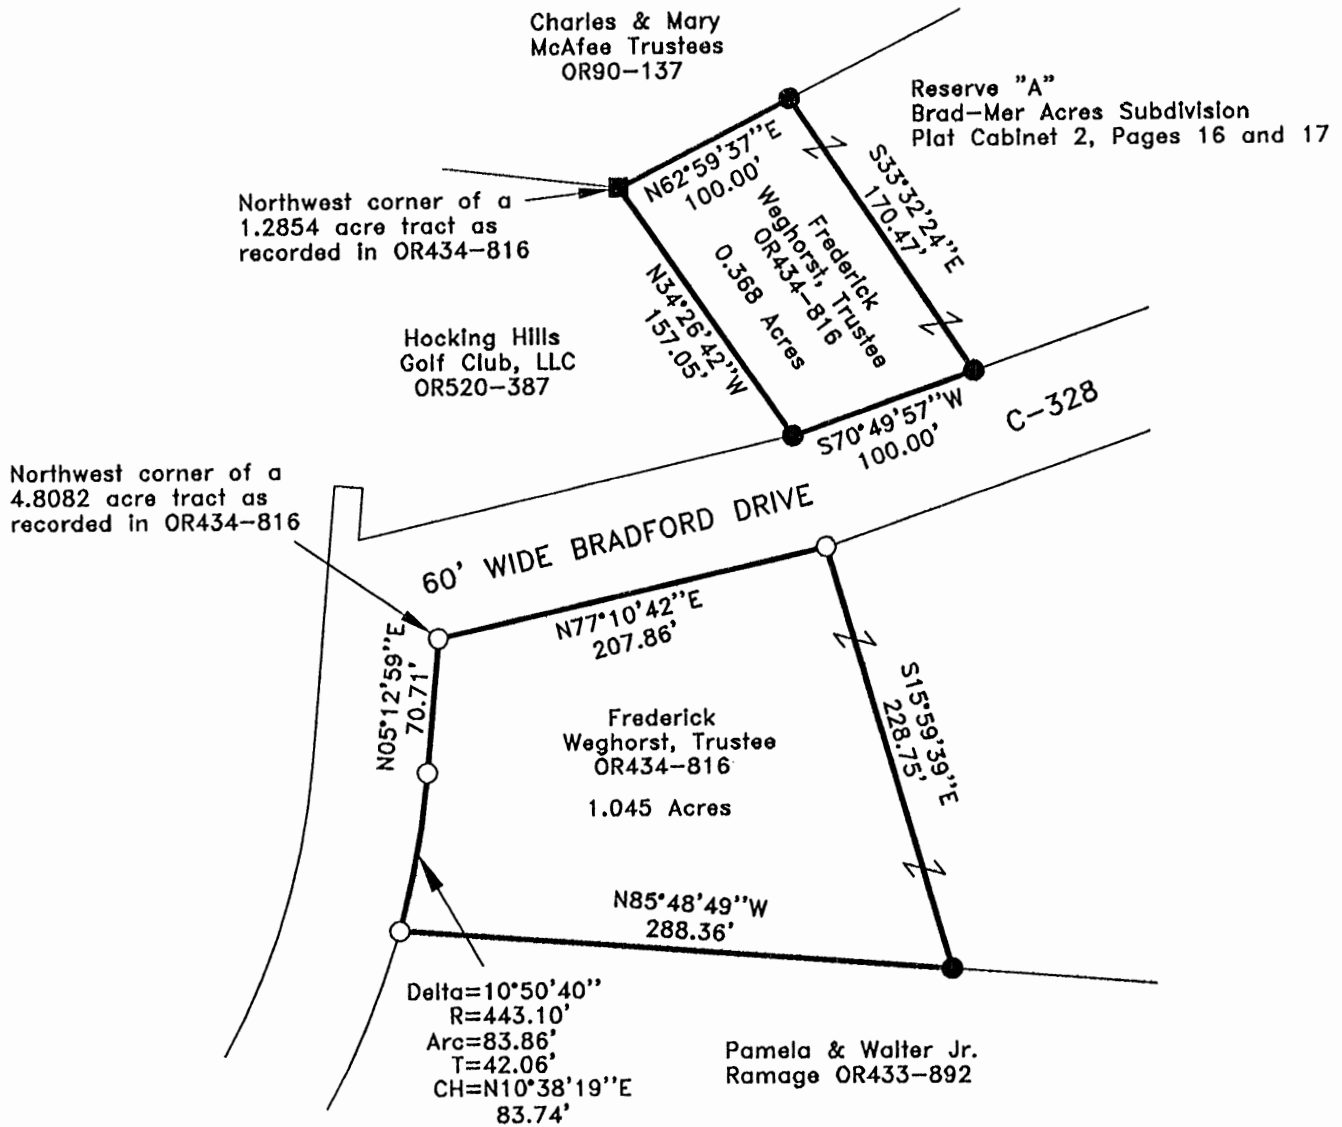 Charles & Mary
McAfee Trustees
OR90-137
Reserve "A"
Brad-Mer Acres Subdivision
Plat Cabinet 2, Pages 16 and 17
N62°59'37"E
100.00'
S33°32'24"E
170.47'
Northwest corner of a
1.2854 acre tract as
recorded in OR434-816
Frederick
Weghorst, Trustee
OR434-816
0.368 Acres
N34°26'42"W
157.05'
Hocking Hills
Golf Club, LLC
OR520-387
S70°49'57"W
100.00'
C-328
Northwest corner of a
4.8082 acre tract as
recorded in OR434-816
60' WIDE BRADFORD DRIVE
N77°10'42"E
207.86'
N05°12'59"E
70.71'
Frederick
Weghorst, Trustee
OR434-816
1.045 Acres
S15°59'39"E
228.75'
N85°48'49"W
288.36'
Delta=10°50'40"
R=443.10'
Arc=83.86'
T=42.06'
CH=N10°38'19"E
83.74'
Pamela & Walter Jr.
Ramage OR433-892